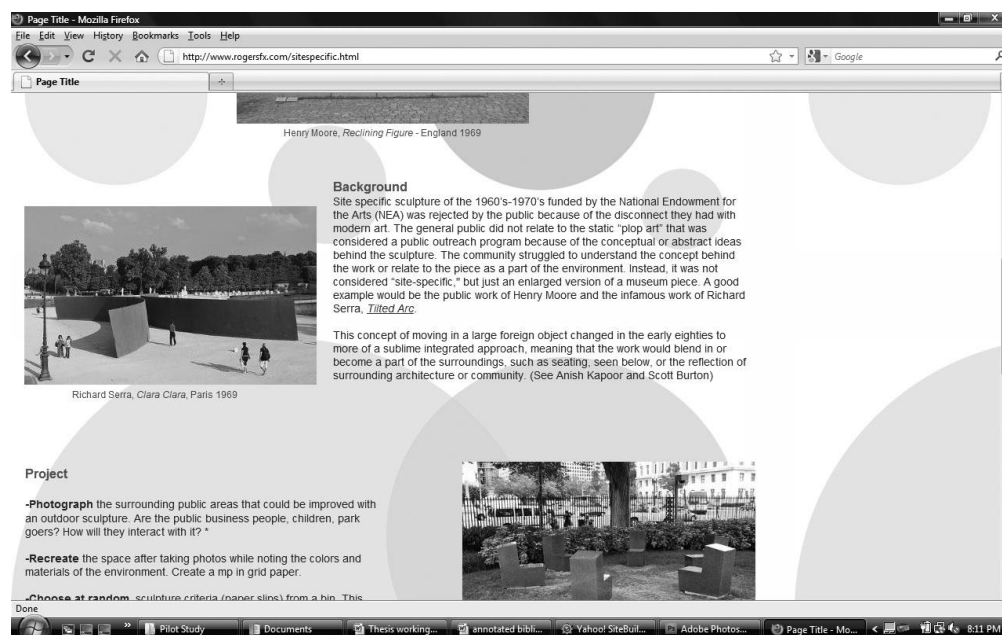 Page Title - Mozilla Firefox
File Edit View History Bookmarks Tools Help
http://www.rogersfx.com/sitespecific.html
Google
Page Title
Henry Moore, Reclining Figure - England 1969
Background
Site specific sculpture of the 1960's-1970's funded by the National Endowment for
the Arts (NEA) was rejected by the public because of the disconnect they had with
modern art. The general public did not relate to the static "plop art" that was
considered a public outreach program because of the conceptual or abstract ideas
behind the sculpture. The community struggled to understand the concept behind
the work or relate to the piece as a part of the environment. Instead, it was not
considered "site-specific," but just an enlarged version of a museum piece. A good
example would be the public work of Henry Moore and the infamous work of Richard
Serra, Tilted Arc.
This concept of moving in a large foreign object changed in the early eighties to
more of a sublime integrated approach, meaning that the work would blend in or
become a part of the surroundings, such as seating, seen below, or the reflection of
surrounding architecture or community. (See Anish Kapoor and Scott Burton)
Richard Serra, Clara Clara, Paris 1969
Project
-Photograph the surrounding public areas that could be improved with
an outdoor sculpture. Are the public business people, children, park
goers? How will they interact with it? *
-Recreate the space after taking photos while noting the colors and
materials of the environment. Create a mp in grid paper.
-Choose at random, sculpture criteria (paper slips) from a bin. This
Done
Pilot Study
Documents
Thesis working...
annotated bibli...
Yahoo! SiteBuil...
Adobe Photos...
Page Title - Mo...
8:11 PM